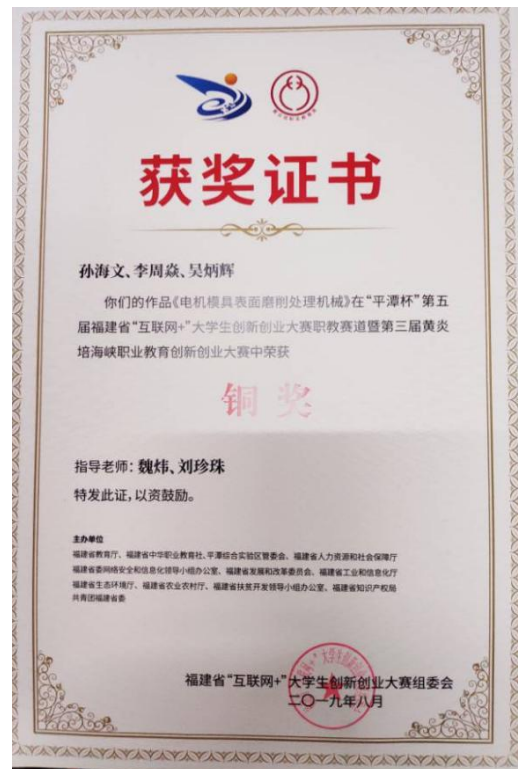 获奖证书
孙海文、李周焱、吴炳辉
你们的作品《电机模具表面磨削处理机械》在“平潭杯”第五
届福建省“互联网+”大学生创新创业大赛职教赛道暨第三届黄炎
培海峡职业教育创新创业大赛中荣获
铜奖
指导老师：魏炜、刘珍珠
特发此证，以资鼓励。
主办单位
福建省教育厅、福建省中华职业教育社、平潭综合实验区管委会、福建省人力资源和社会保障厅
福建省委网络安全和信息化领导小组办公室、福建省发展和改革委员会、福建省工业和信息化厅
福建省生态环境厅、福建省农业农村厅、福建省扶贫开发领导小组办公室、福建省知识产权局
共青团福建省委
福建省“互联网+”大学生创新创业大赛组委会
二〇一九年八月